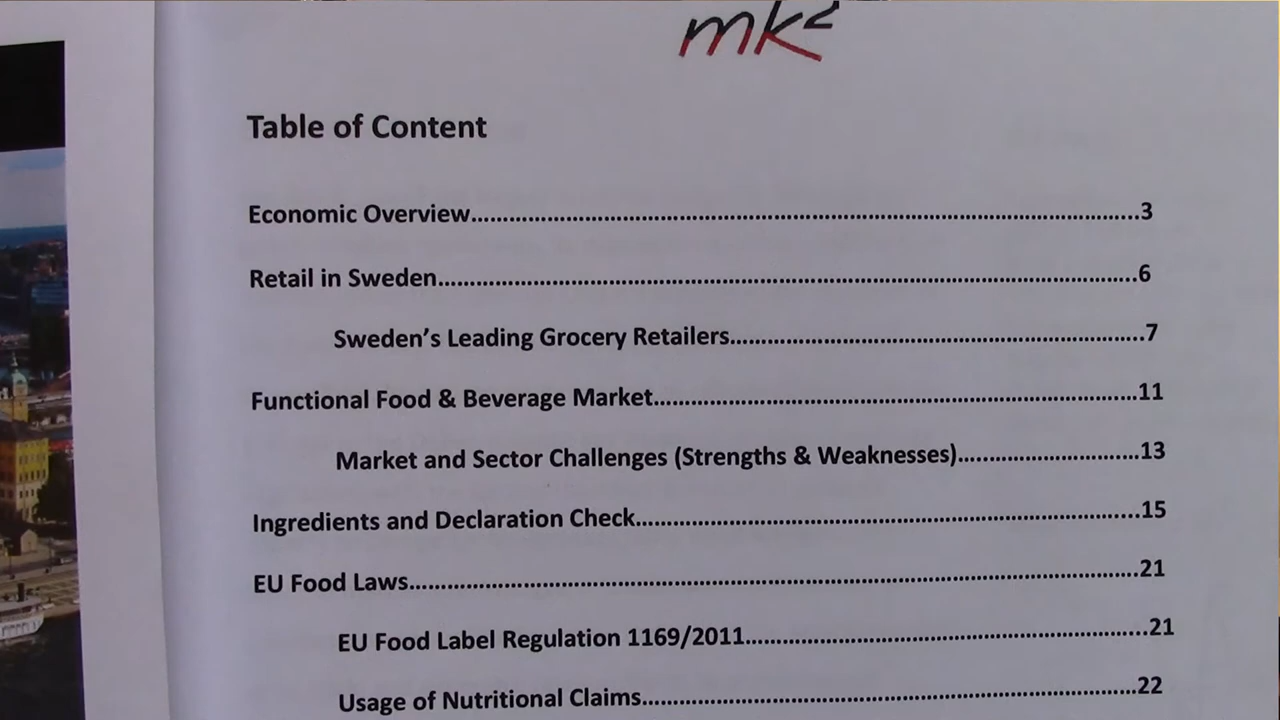 mk2
Table of Content
Economic Overview........................................................................................................3
Retail in Sweden.............................................................................................................6
Sweden's Leading Grocery Retailers.................................................................7
Functional Food & Beverage Market...........................................................................11
Market and Sector Challenges (Strengths & Weaknesses)............................13
Ingredients and Declaration Check...............................................................................15
EU Food Laws.................................................................................................................21
EU Food Label Regulation 1169/2011...............................................................21
Usage of Nutritional Claims..............................................................................22